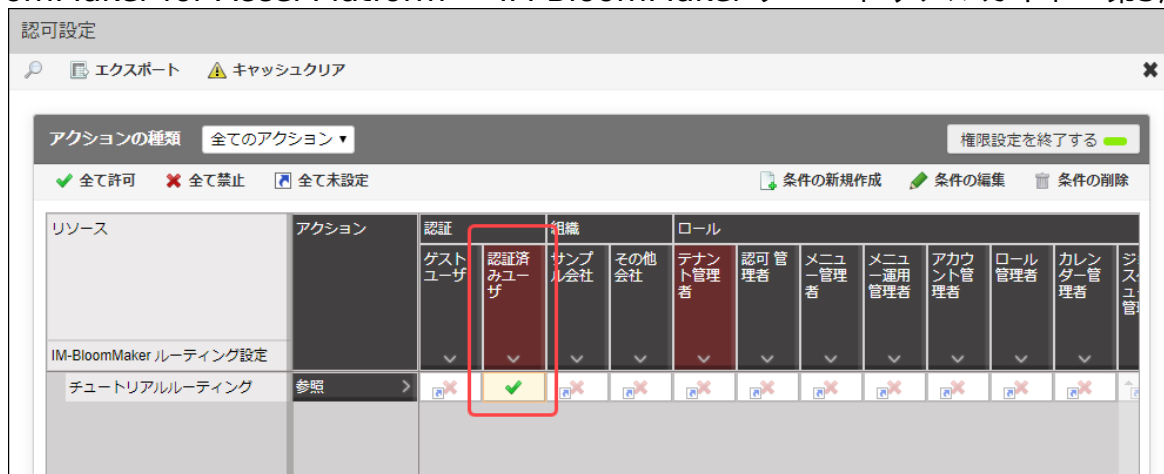 認可設定
エクスポート キャッシュクリア
アクションの種類 全てのアクション 権限設定を終了する
全て許可 全て禁止 全て未設定 条件の新規作成 条件の編集 条件の削除
リソース アクション 認証 組織 ロール
ゲストユーザ 認証済みユーザ サンプル会社 その他会社 テナント管理者 認可 管理者 メニュー管理者 メニュー運用管理者 アカウント管理者 ロール管理者 カレンダー管理者
IM-BloomMaker ルーティング設定
チュートリアルルーティング 参照